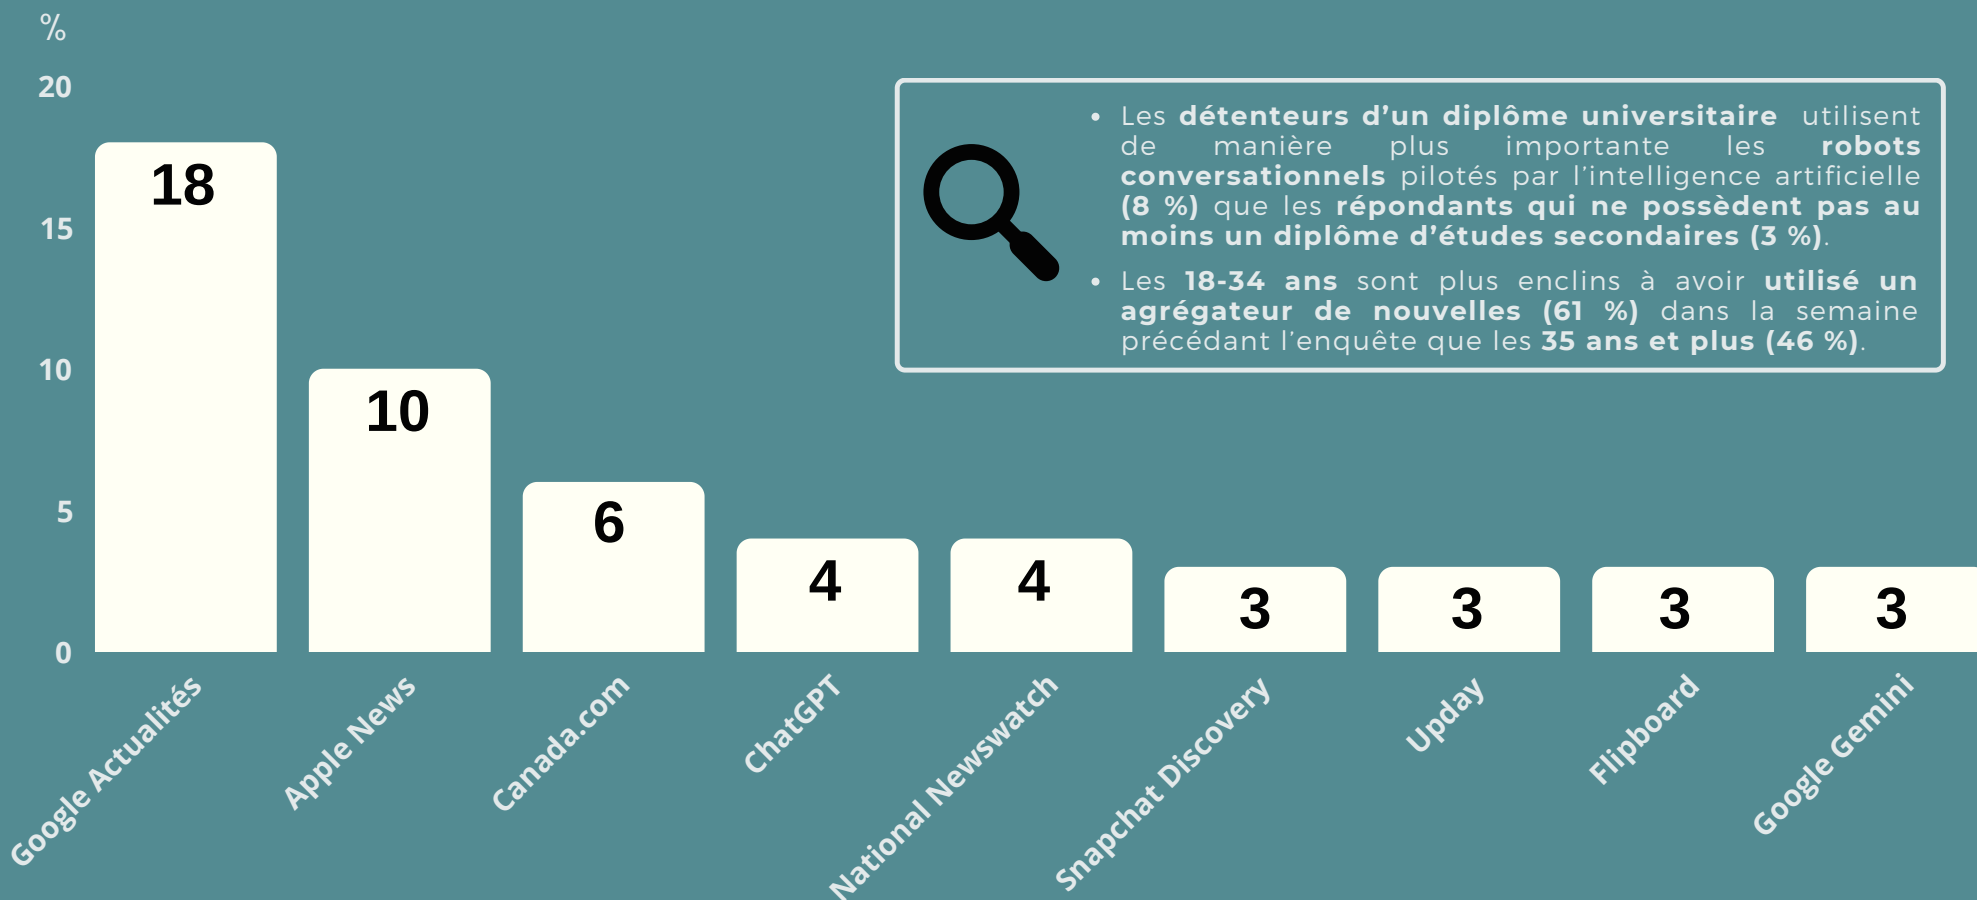 %
20
15
10
5
0
18
10
6
4
4
3
3
3
3
Google Actualités
Apple News
Canada.com
ChatGPT
National Newswatch
Snapchat Discovery
Upday
Flipboard
Google Gemini
• Les détenteurs d’un diplôme universitaire utilisent
de manière plus importante les robots
conversationnels pilotés par l’intelligence artificielle
(8 %) que les répondants qui ne possèdent pas au
moins un diplôme d’études secondaires (3 %).
• Les 18-34 ans sont plus enclins à avoir utilisé un
agrégateur de nouvelles (61 %) dans la semaine
précédant l’enquête que les 35 ans et plus (46 %).